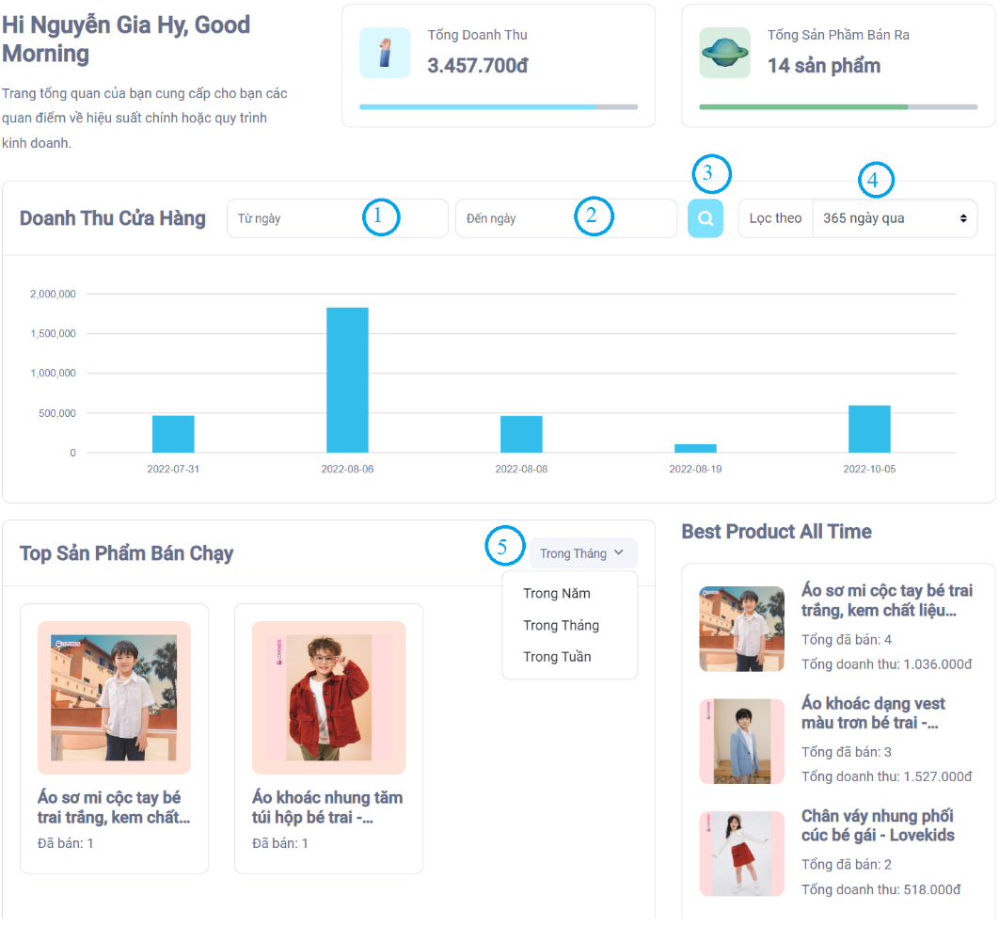 Hi Nguyễn Gia Hy, Good
Morning
Trang tổng quan của bạn cung cấp cho bạn các
quan điểm về hiệu suất chính hoặc quy trình
kinh doanh.
Tổng Doanh Thu
3.457.700đ
Tổng Sản Phầm Bán Ra
14 sản phẩm
Doanh Thu Cửa Hàng
Từ ngày
1
Đến ngày
2
3
Lọc theo
365 ngày qua
4
2,000,000
1,500,000
1,000,000
500,000
0
2022-07-31
2022-08-06
2022-08-08
2022-08-19
2022-10-05
Top Sản Phẩm Bán Chạy
5
Trong Tháng
Trong Năm
Trong Tháng
Trong Tuần
Áo sơ mi cộc tay bé
trai trắng, kem chất...
Đã bán: 1
LOVEKIDS
Áo khoác nhung tăm
túi hộp bé trai -...
Đã bán: 1
Best Product All Time
Áo sơ mi cộc tay bé trai
trắng, kem chất liệu...
Tổng đã bán: 4
Tổng doanh thu: 1.036.000đ
Áo khoác dạng vest
màu trơn bé trai -...
Tổng đã bán: 3
Tổng doanh thu: 1.527.000đ
Chân váy nhung phối
cúc bé gái - Lovekids
Tổng đã bán: 2
Tổng doanh thu: 518.000đ